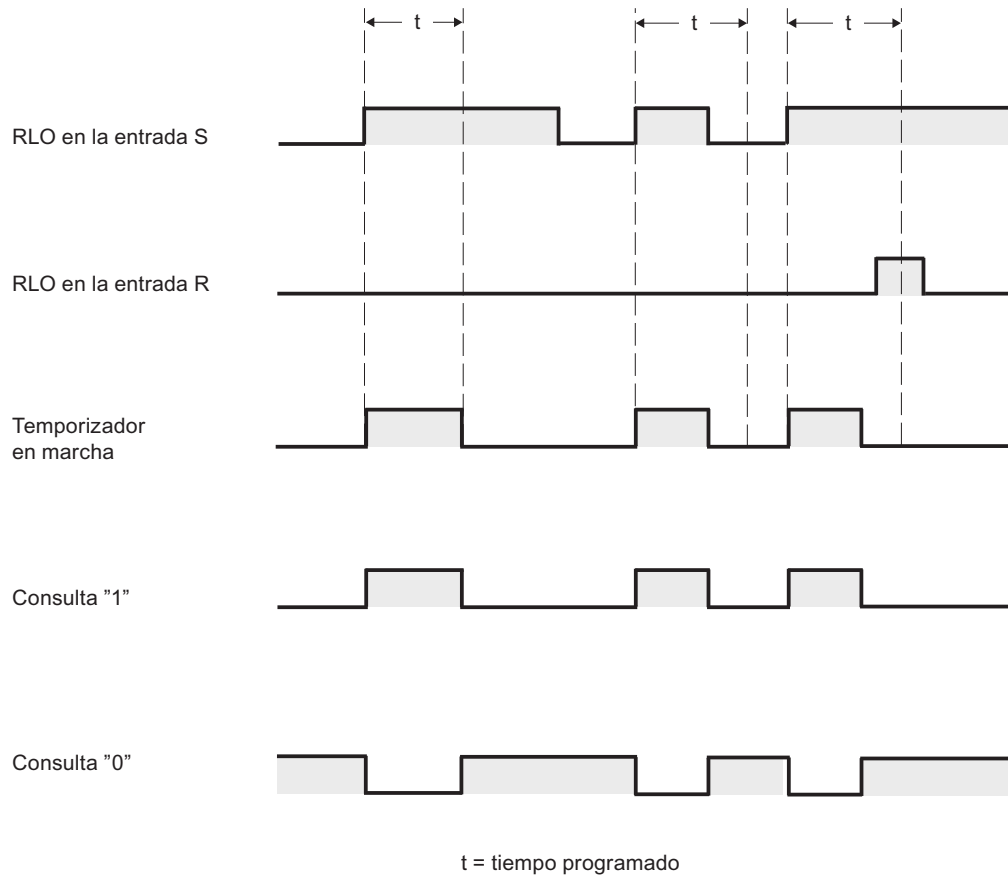 t t t
RLO en la entrada S
RLO en la entrada R
Temporizador
en marcha
Consulta ”1”
Consulta ”0”
t = tiempo programado